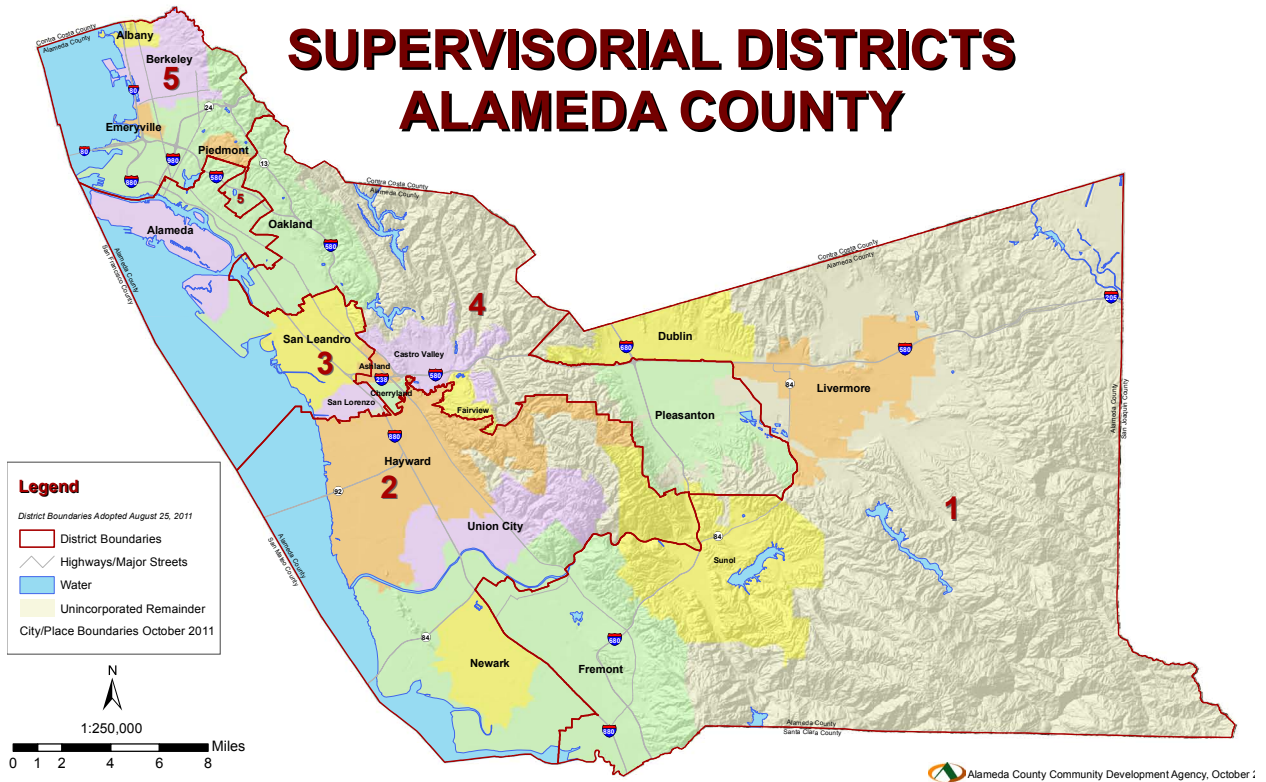 SUPERVISORIAL DISTRICTS
ALAMEDA COUNTY
Contra Costa County
Alameda County
Albany
Berkeley
5
80
24
Emeryville
80
980
Piedmont
13
880
580
5
Contra Costa County
Alameda County
Alameda
Oakland
580
Alameda County
San Francisco County
Contra Costa County
Alameda County
205
4
San Leandro
3
Castro Valley
Ashland
238
580
Cherryland
San Lorenzo
Fairview
Dublin
680
580
84
Livermore
Pleasanton
Alameda County
San Joaquin County
880
Hayward
2
92
Union City
1
84
Sunol
Alameda County
San Mateo County
84
Newark
680
Fremont
880
Alameda County
Santa Clara County
Legend
District Boundaries Adopted August 25, 2011
District Boundaries
Highways/Major Streets
Water
Unincorporated Remainder
City/Place Boundaries October 2011
N
1:250,000
Miles
0 1 2 4 6 8
Alameda County Community Development Agency, October